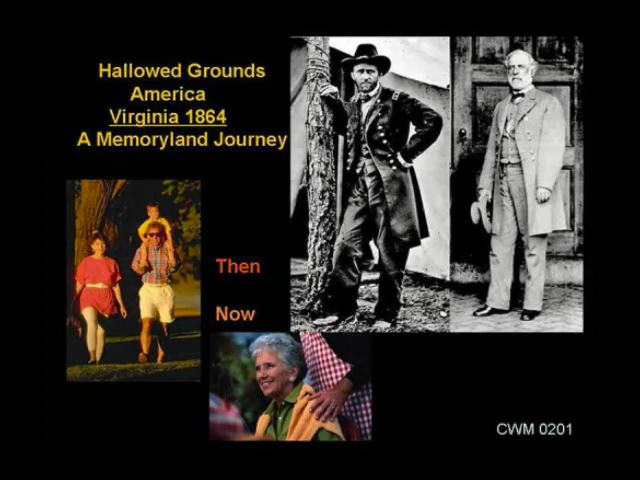 Hallowed Grounds
America
Virginia 1864
A Memoryland Journey
Then
Now
CWM 0201